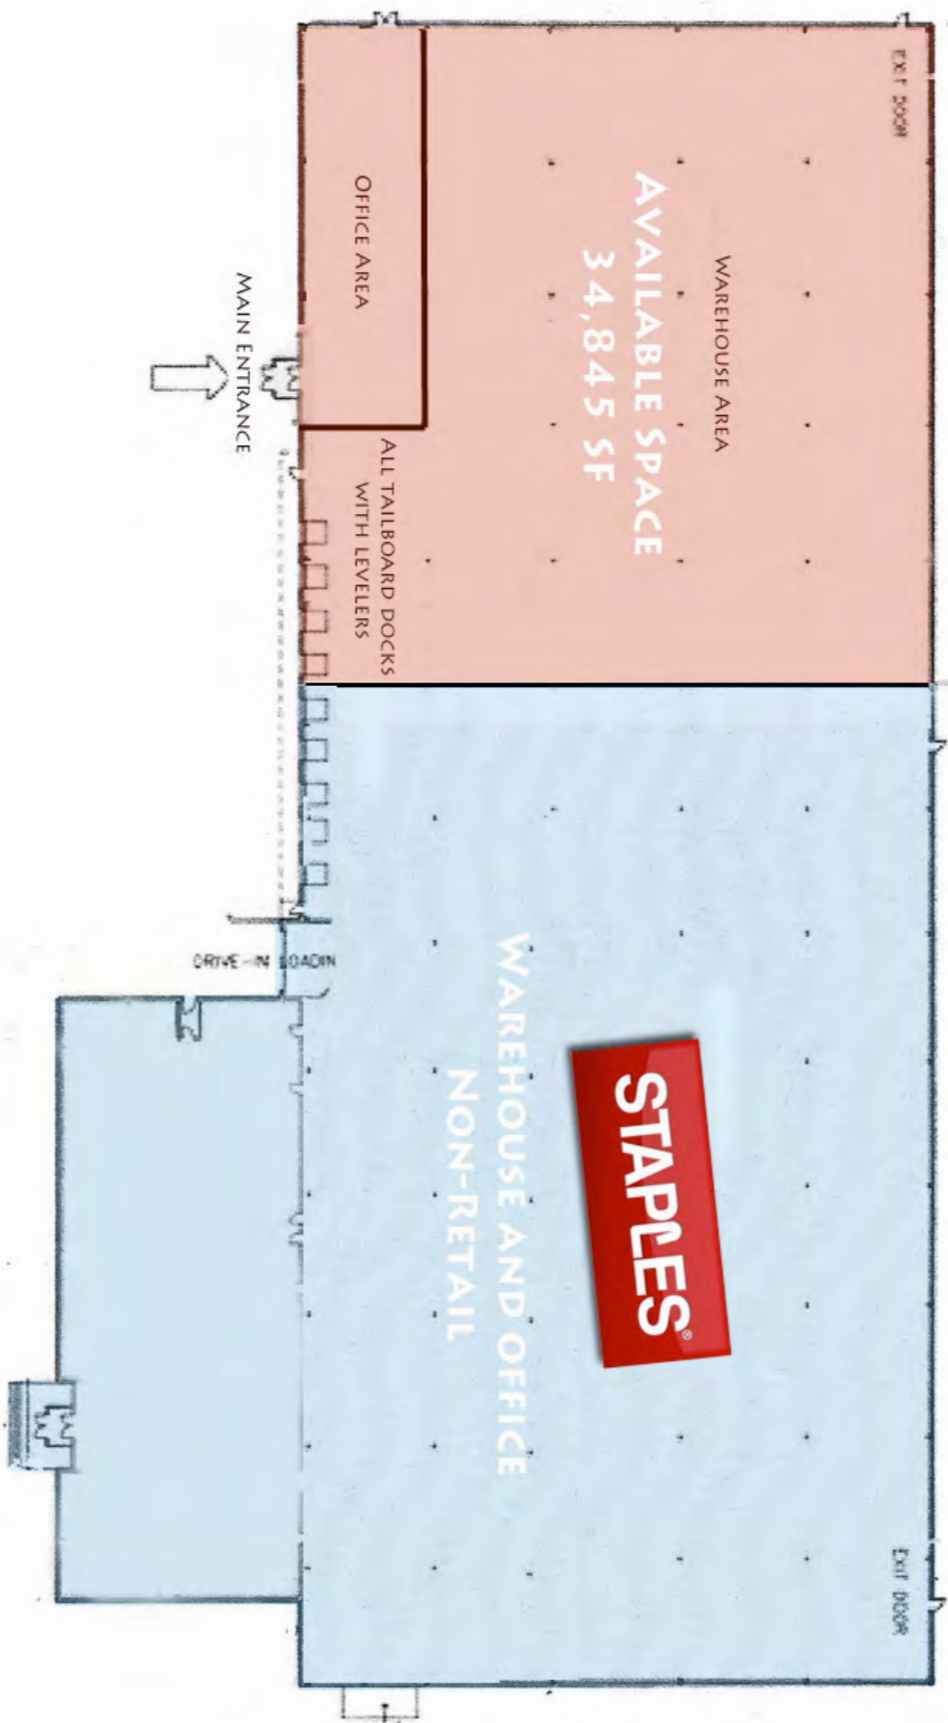 EXIT DOOR
WAREHOUSE AREA
AVAILABLE SPACE
34,845 SF
OFFICE AREA
ALL TAILBOARD DOCKS
WITH LEVELERS
MAIN ENTRANCE
EXIT DOOR
STAPLES®
WAREHOUSE AND OFFICE
NON-RETAIL
DRIVE-IN LOADIN